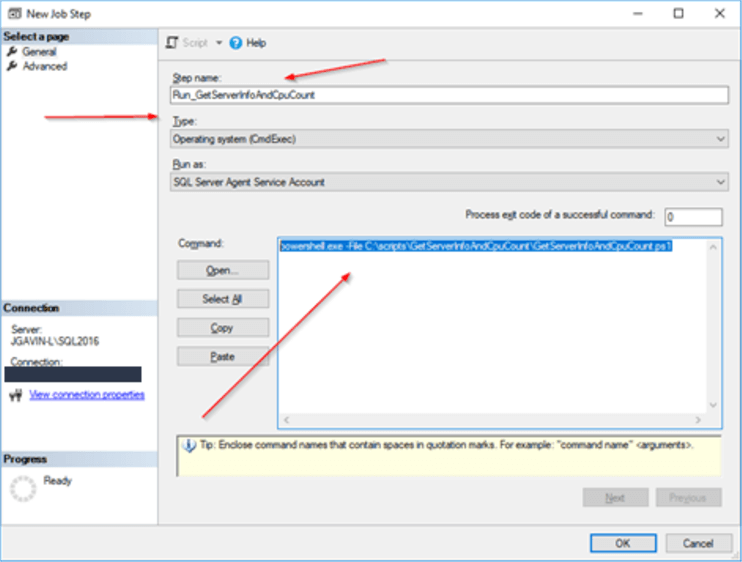 New Job Step
Select a page
General
Advanced
Script
Help
Step name:
Run_GetServerInfoAndCpuCount
Type:
Operating system (CmdExec)
Run as:
SQL Server Agent Service Account
Process exit code of a successful command:
0
Command:
powershell.exe -File C:\scripts\GetServerInfoAndCpuCount\GetServerInfoAndCpuCount.ps1
Open...
Select All
Copy
Paste
Connection
Server:
JGAVIN-L\SQL2016
Connection:
View connection properties
Tip: Enclose command names that contain spaces in quotation marks. For example: "command name" <arguments>.
Progress
Ready
Next
Previous
OK
Cancel